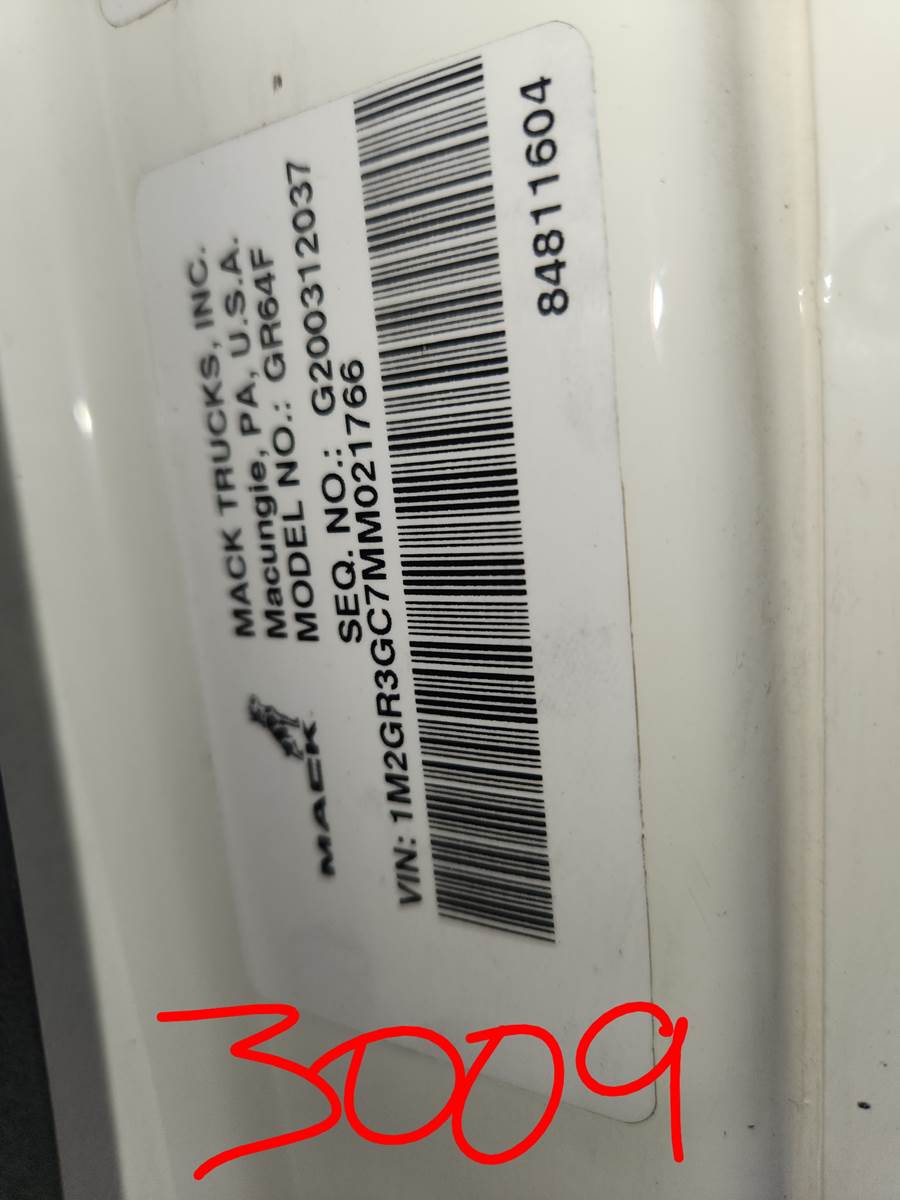 MACK TRUCKS, INC.
Macungie, PA, U.S.A.
MODEL NO.: GR64F
MACK
SEQ. NO.: G200312037
VIN: 1M2GR3GC7MM021766
84811604
3009